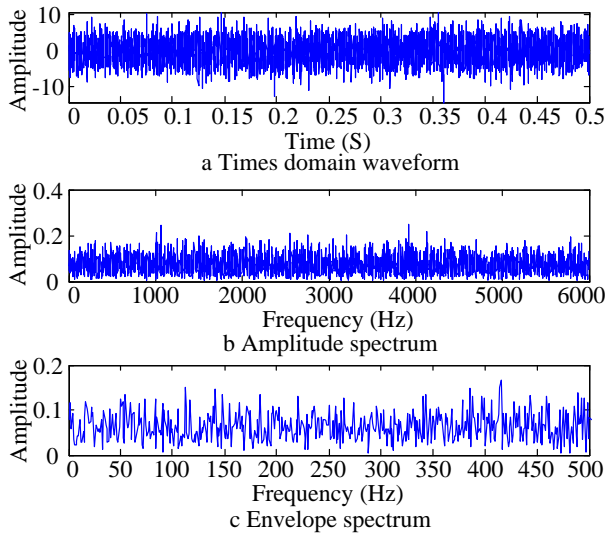 Amplitude
10
0
-10
0 0.05 0.1 0.15 0.2 0.25 0.3 0.35 0.4 0.45 0.5
Time (S)
a Times domain waveform
Amplitude
0.4
0.2
0
0 1000 2000 3000 4000 5000 6000
Frequency (Hz)
b Amplitude spectrum
Amplitude
0.2
0.1
0
0 50 100 150 200 250 300 350 400 450 500
Frequency (Hz)
c Envelope spectrum